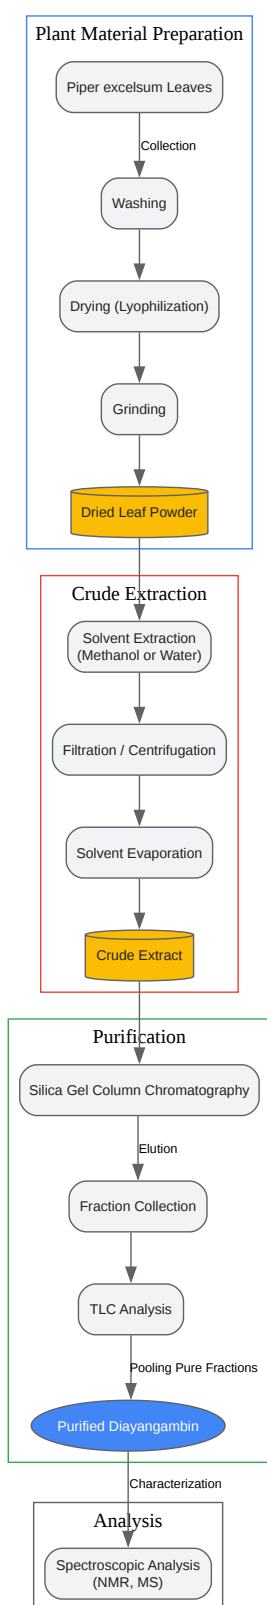 Plant Material Preparation
Piper excelsum Leaves
Collection
Washing
Drying (Lyophilization)
Grinding
Dried Leaf Powder
Crude Extraction
Solvent Extraction
(Methanol or Water)
Filtration / Centrifugation
Solvent Evaporation
Crude Extract
Purification
Silica Gel Column Chromatography
Elution
Fraction Collection
TLC Analysis
Pooling Pure Fractions
Purified Diayangambin
Characterization
Analysis
Spectroscopic Analysis
(NMR, MS)